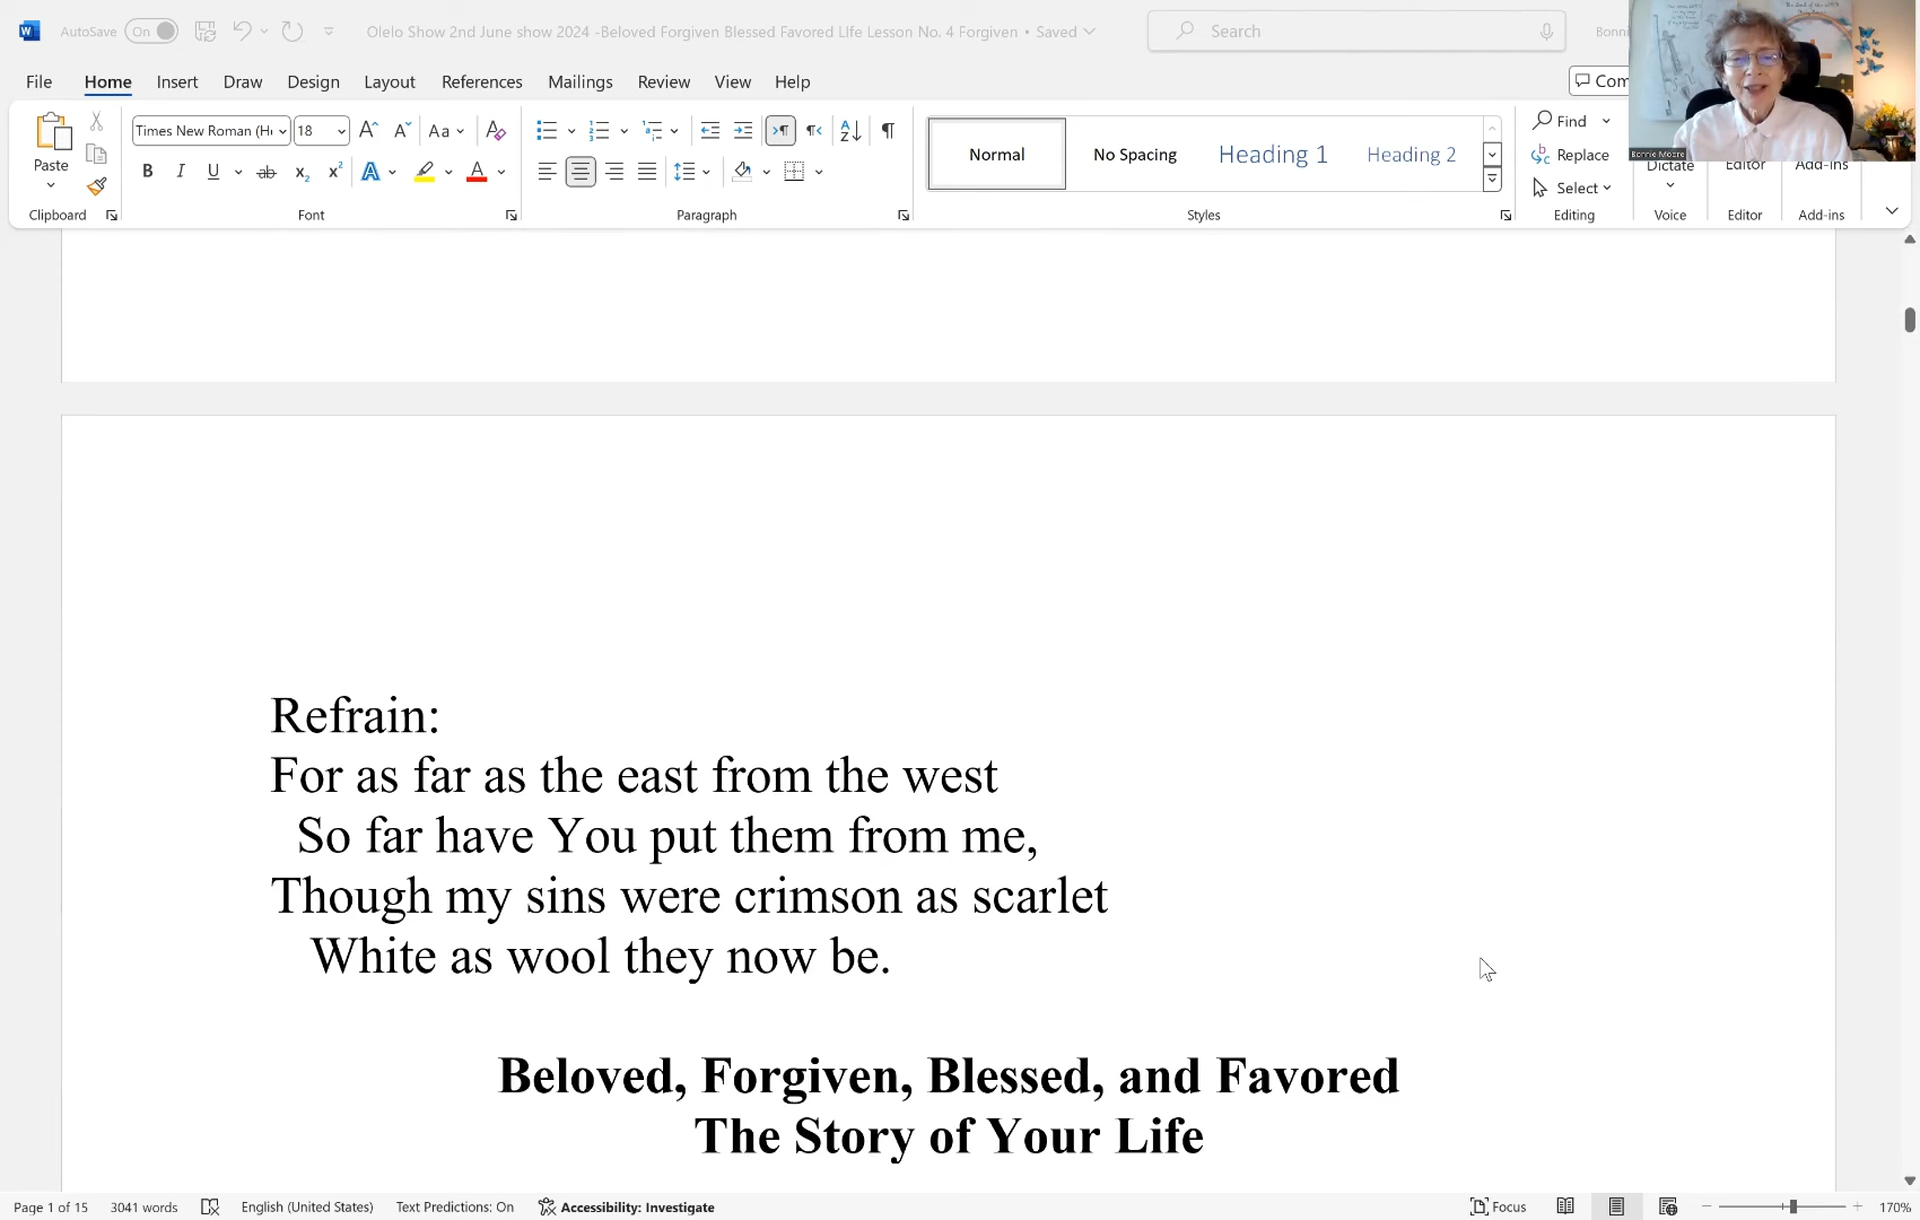 AutoSave On
Olelo Show 2nd June show 2024 -Beloved Forgiven Blessed Favored LIfe Lesson No. 4 Forgiven • Saved
Search
Bonni
File Home Insert Draw Design Layout References Mailings Review View Help
Com
Paste
Times New Roman (H
18
Aa
Normal
No Spacing
Heading 1
Heading 2
Find
Replace
Select
Dictate
Editor
Add-ins
Clipboard
Font
Paragraph
Styles
Editing
Voice
Editor
Add-ins
Bonnie Moore
Refrain:
For as far as the east from the west
So far have You put them from me,
Though my sins were crimson as scarlet
White as wool they now be.
Beloved, Forgiven, Blessed, and Favored
The Story of Your Life
Page 1 of 15 3041 words English (United States) Text Predictions: On Accessibility: Investigate Focus 170%